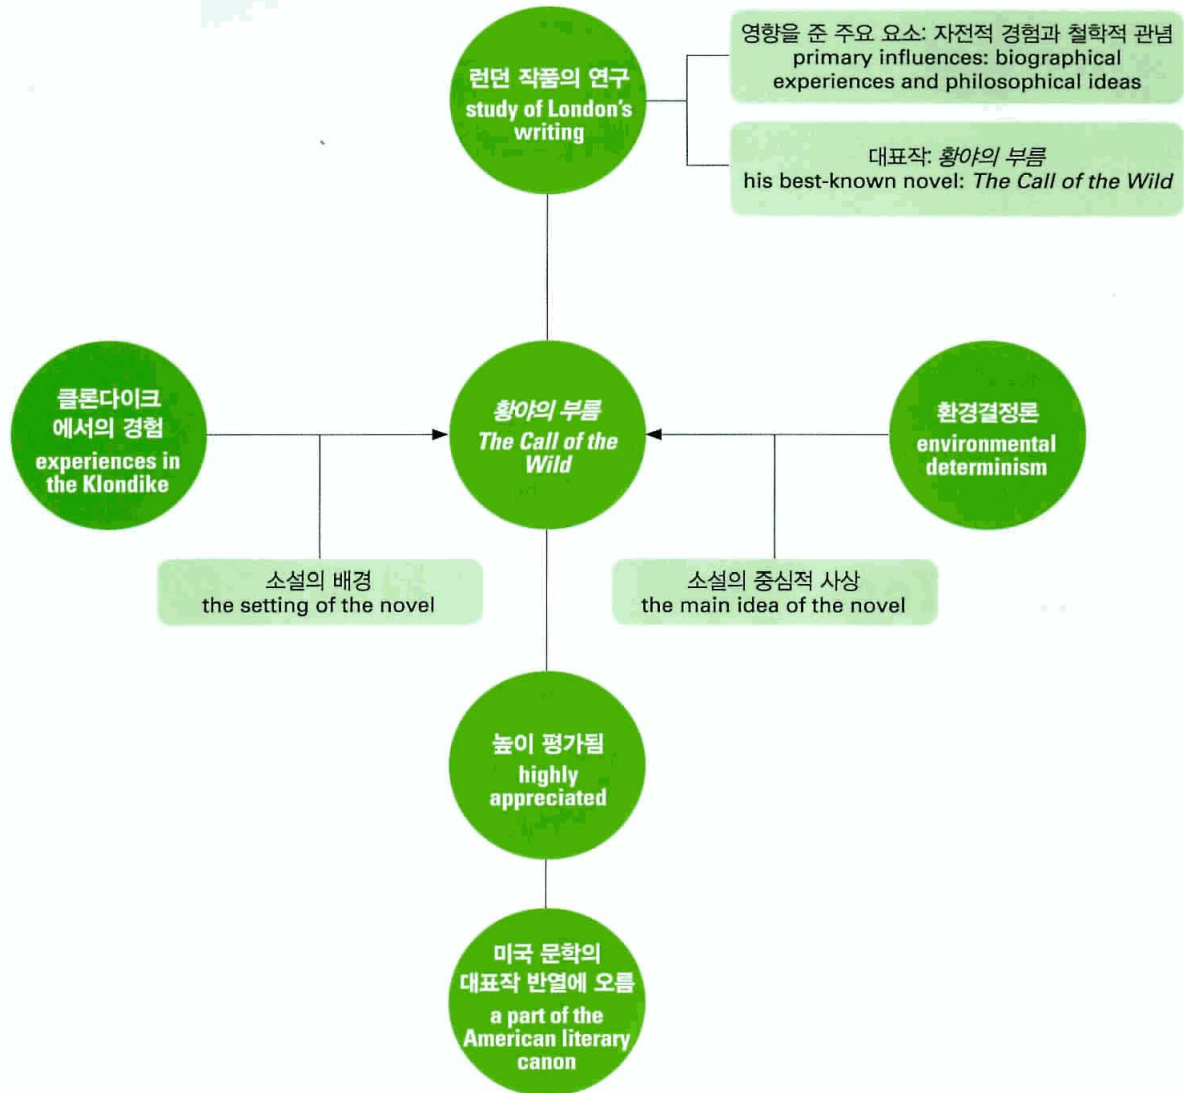 런던 작품의 연구
study of London's
writing
영향을 준 주요 요소: 자전적 경험과 철학적 관념
primary influences: biographical
experiences and philosophical ideas
대표작: 황야의 부름
his best-known novel: The Call of the Wild
클론다이크
에서의 경험
experiences in
the Klondike
황야의 부름
The Call of the
Wild
환경결정론
environmental
determinism
소설의 배경
the setting of the novel
소설의 중심적 사상
the main idea of the novel
높이 평가됨
highly
appreciated
미국 문학의
대표작 반열에 오름
a part of the
American literary
canon